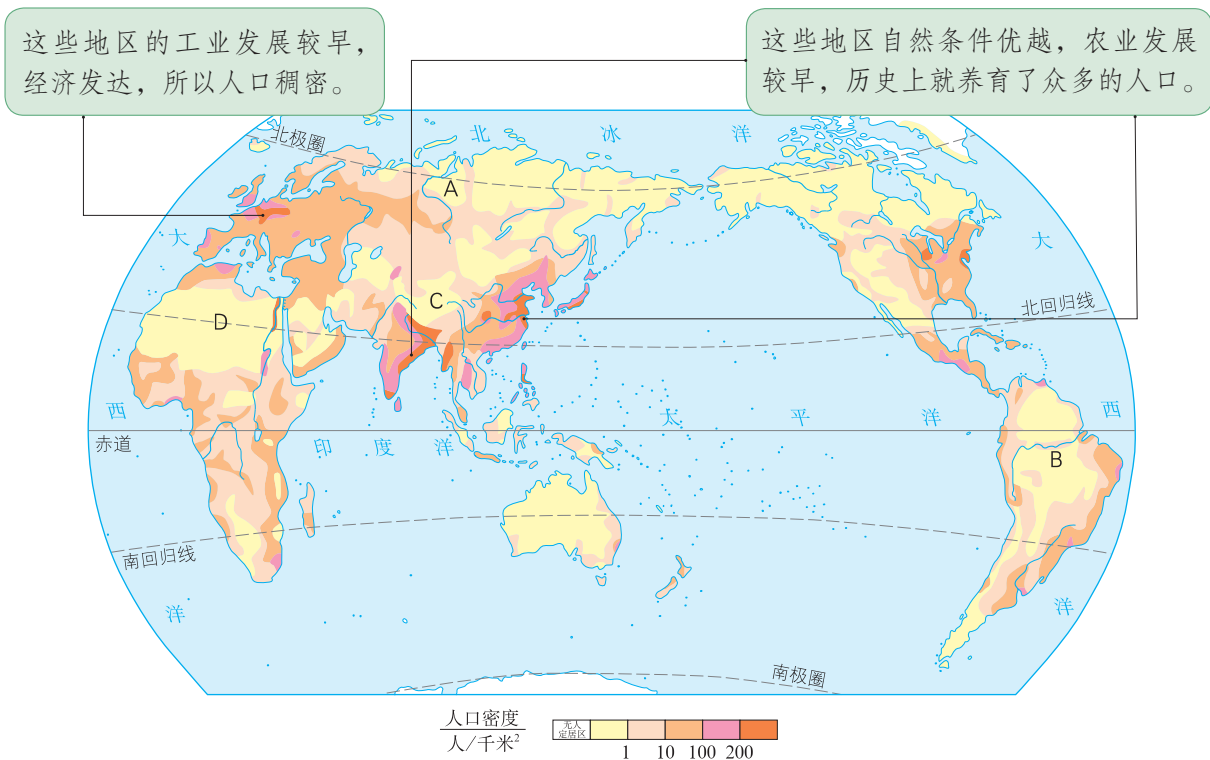 这些地区的工业发展较早，
经济发达，所以人口稠密。
这些地区自然条件优越，农业发展
较早，历史上就养育了众多的人口。
北冰洋
北极圈
A
大
大
C
D
北回归线
西
太平洋
西
赤道
印度洋
B
南回归线
洋
洋
南极圈
人口密度
人/千米²
无人
定居区
1 10 100 200